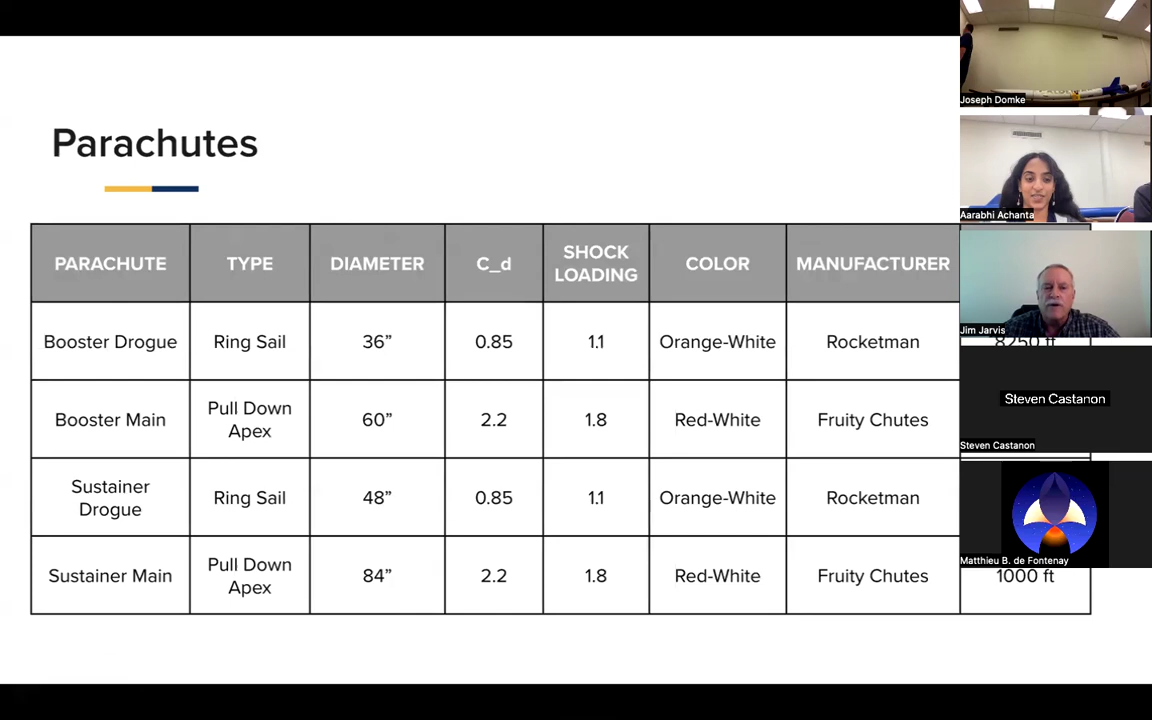 Parachutes
PARACHUTE TYPE DIAMETER C_d SHOCK LOADING COLOR MANUFACTURER
Booster Drogue Ring Sail 36” 0.85 1.1 Orange-White Rocketman 8250 ft
Booster Main Pull Down Apex 60” 2.2 1.8 Red-White Fruity Chutes
Sustainer Drogue Ring Sail 48” 0.85 1.1 Orange-White Rocketman
Sustainer Main Pull Down Apex 84” 2.2 1.8 Red-White Fruity Chutes 1000 ft
Joseph Domke
Aarabhi Achanta
Jim Jarvis
Steven Castanon
Steven Castanon
Matthieu B. de Fontenay